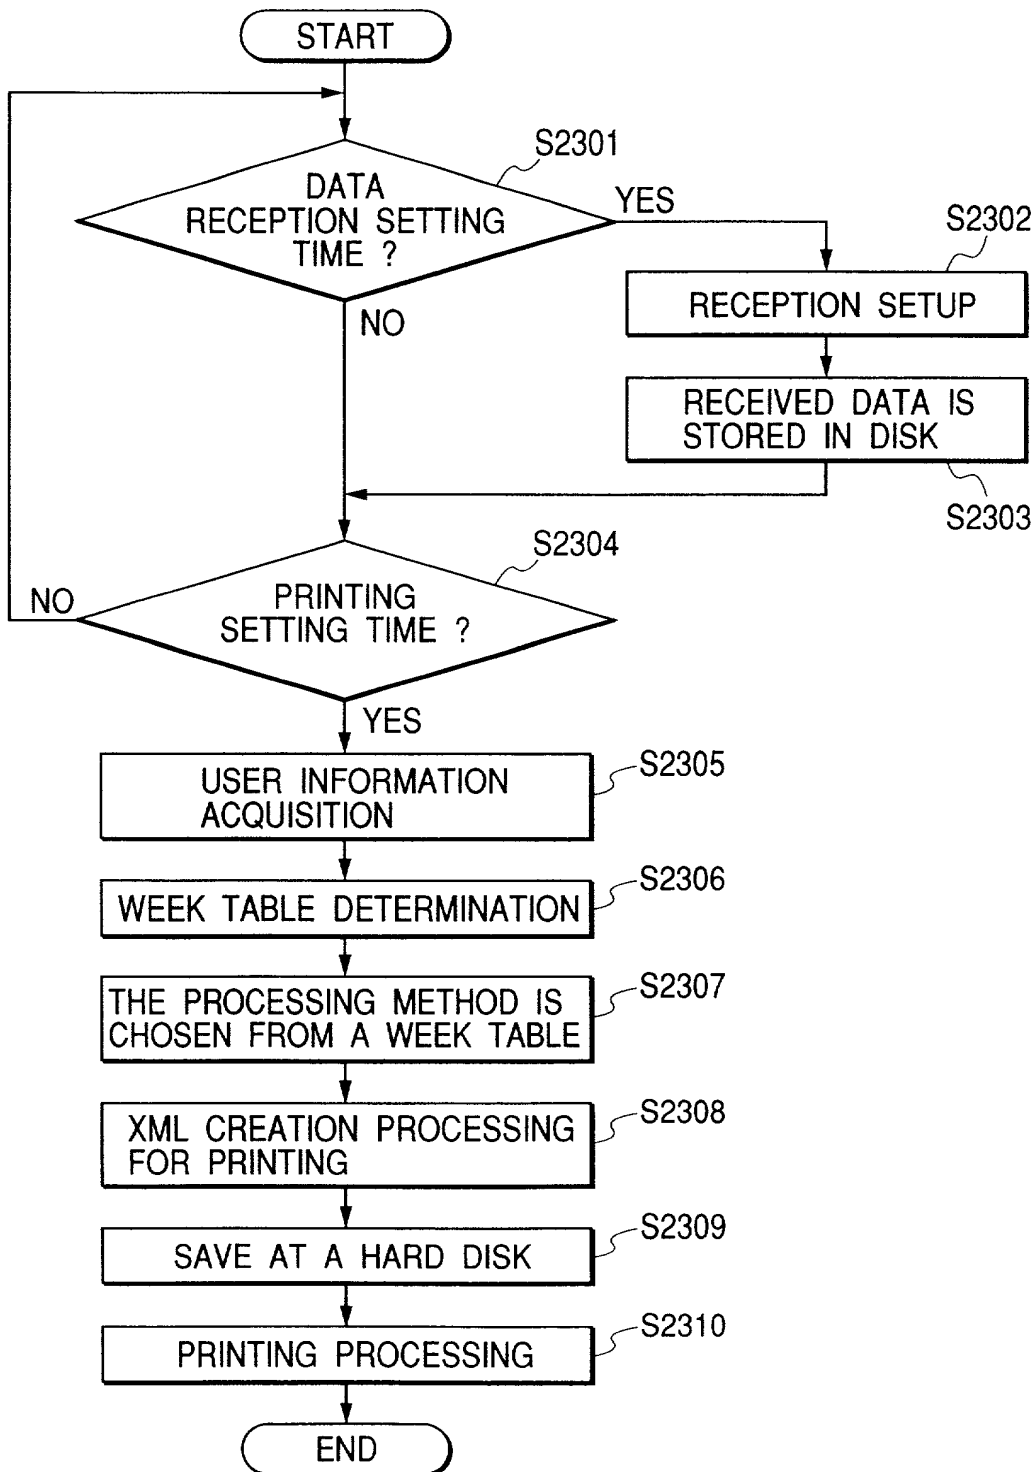 START
S2301
DATA
RECEPTION SETTING
TIME ?
YES
S2302
RECEPTION SETUP
NO
RECEIVED DATA IS
STORED IN DISK
S2303
S2304
PRINTING
SETTING TIME ?
NO
YES
USER INFORMATION
ACQUISITION
S2305
WEEK TABLE DETERMINATION
S2306
THE PROCESSING METHOD IS
CHOSEN FROM A WEEK TABLE
S2307
XML CREATION PROCESSING
FOR PRINTING
S2308
SAVE AT A HARD DISK
S2309
PRINTING PROCESSING
S2310
END